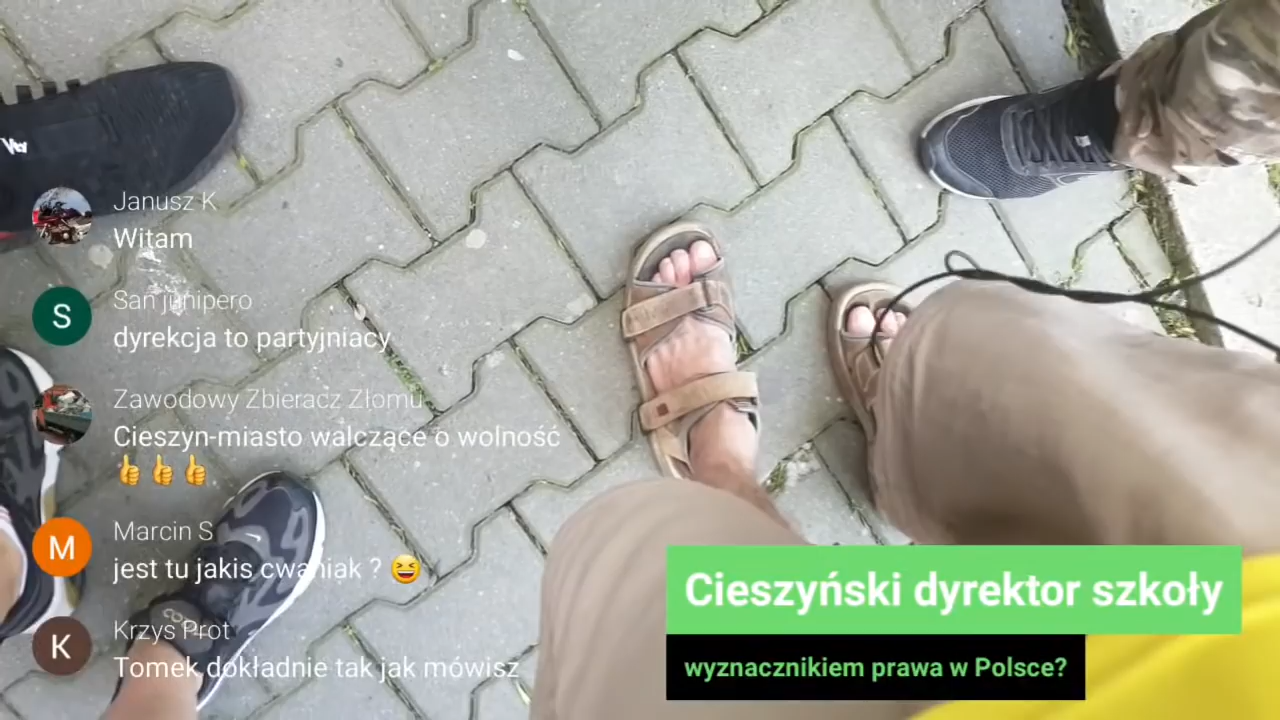 Janusz K
Witam
S
San junipero
dyrekcja to partyjniacy
Zawodowy Zbieracz Złomu
Cieszyn-miasto walczące o wolność
👍👍👍
M
Marcin S
jest tu jakis cwaniak ? 😆
K
Krzys Prot
Tomek dokładnie tak jak mówisz
Cieszyński dyrektor szkoły
wyznacznikiem prawa w Polsce?